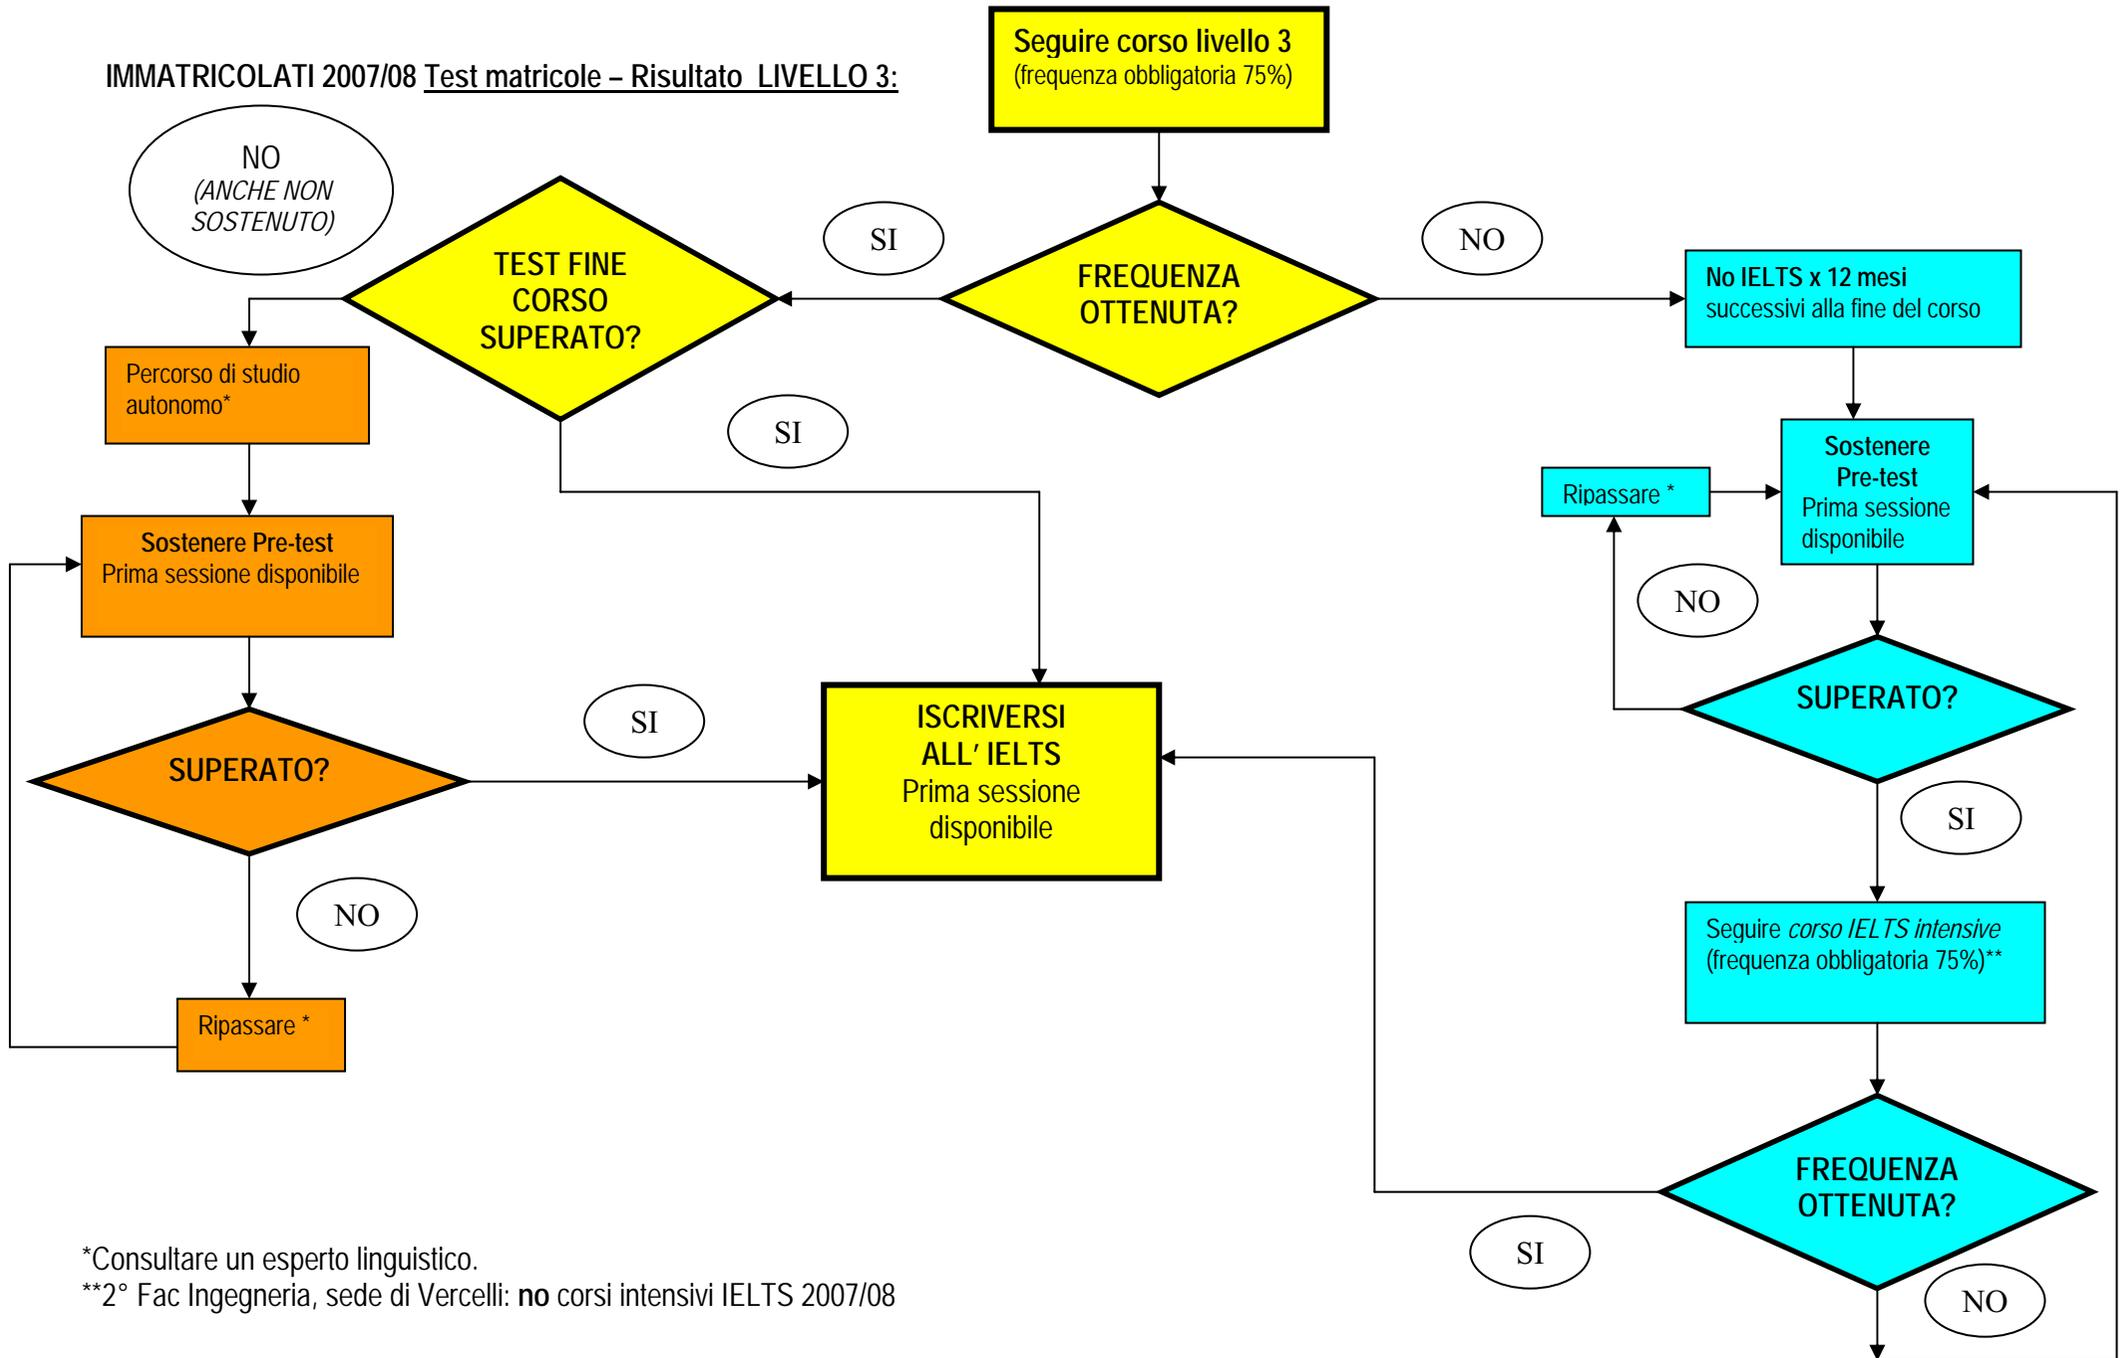 Seguire corso livello 3
(frequenza obbligatoria 75%)
IMMATRICOLATI 2007/08 Test matricole – Risultato LIVELLO 3:
NO
(ANCHE NON
SOSTENUTO)
TEST FINE
CORSO
SUPERATO?
SI
FREQUENZA
OTTENUTA?
NO
No IELTS x 12 mesi
successivi alla fine del corso
Percorso di studio
autonomo*
SI
Sostenere
Pre-test
Prima sessione
disponibile
Ripassare *
Sostenere Pre-test
Prima sessione disponibile
NO
SUPERATO?
SI
SUPERATO?
SI
ISCRIVERSI
ALL’ IELTS
Prima sessione
disponibile
NO
Seguire corso IELTS intensive
(frequenza obbligatoria 75%)**
Ripassare *
FREQUENZA
OTTENUTA?
SI
NO
*Consultare un esperto linguistico.
**2° Fac Ingegneria, sede di Vercelli: no corsi intensivi IELTS 2007/08